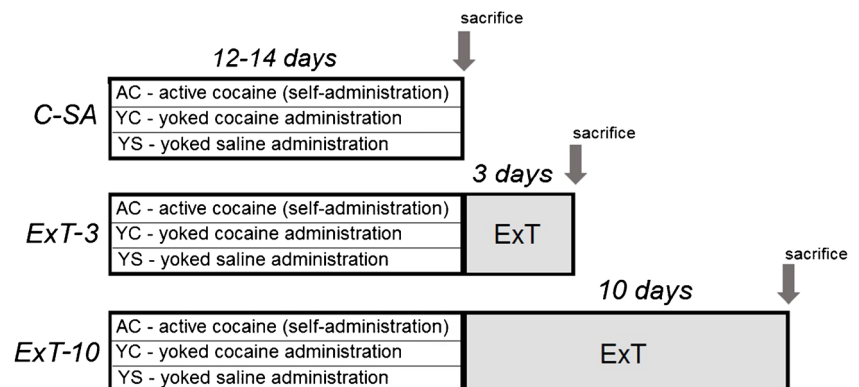 sacrifice
12-14 days
C-SA
AC - active cocaine (self-administration)
YC - yoked cocaine administration
YS - yoked saline administration
sacrifice
3 days
ExT-3
AC - active cocaine (self-administration)
YC - yoked cocaine administration
YS - yoked saline administration
ExT
sacrifice
10 days
ExT-10
AC - active cocaine (self-administration)
YC - yoked cocaine administration
YS - yoked saline administration
ExT